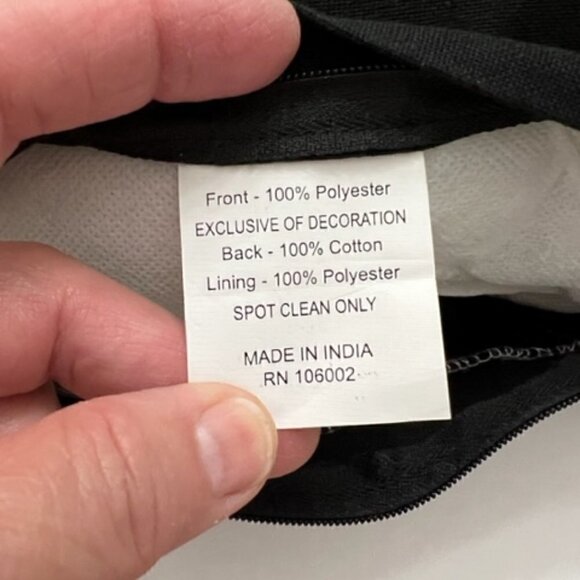 Front - 100% Polyester
EXCLUSIVE OF DECORATION
Back - 100% Cotton
Lining - 100% Polyester
SPOT CLEAN ONLY
MADE IN INDIA
RN 106002